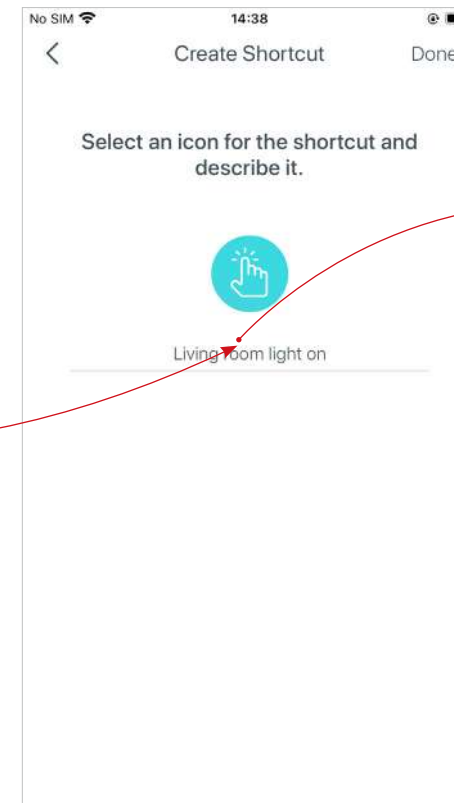 No SIM
14:38
Create Shortcut
Done
Select an icon for the shortcut and
describe it.
Living room light on